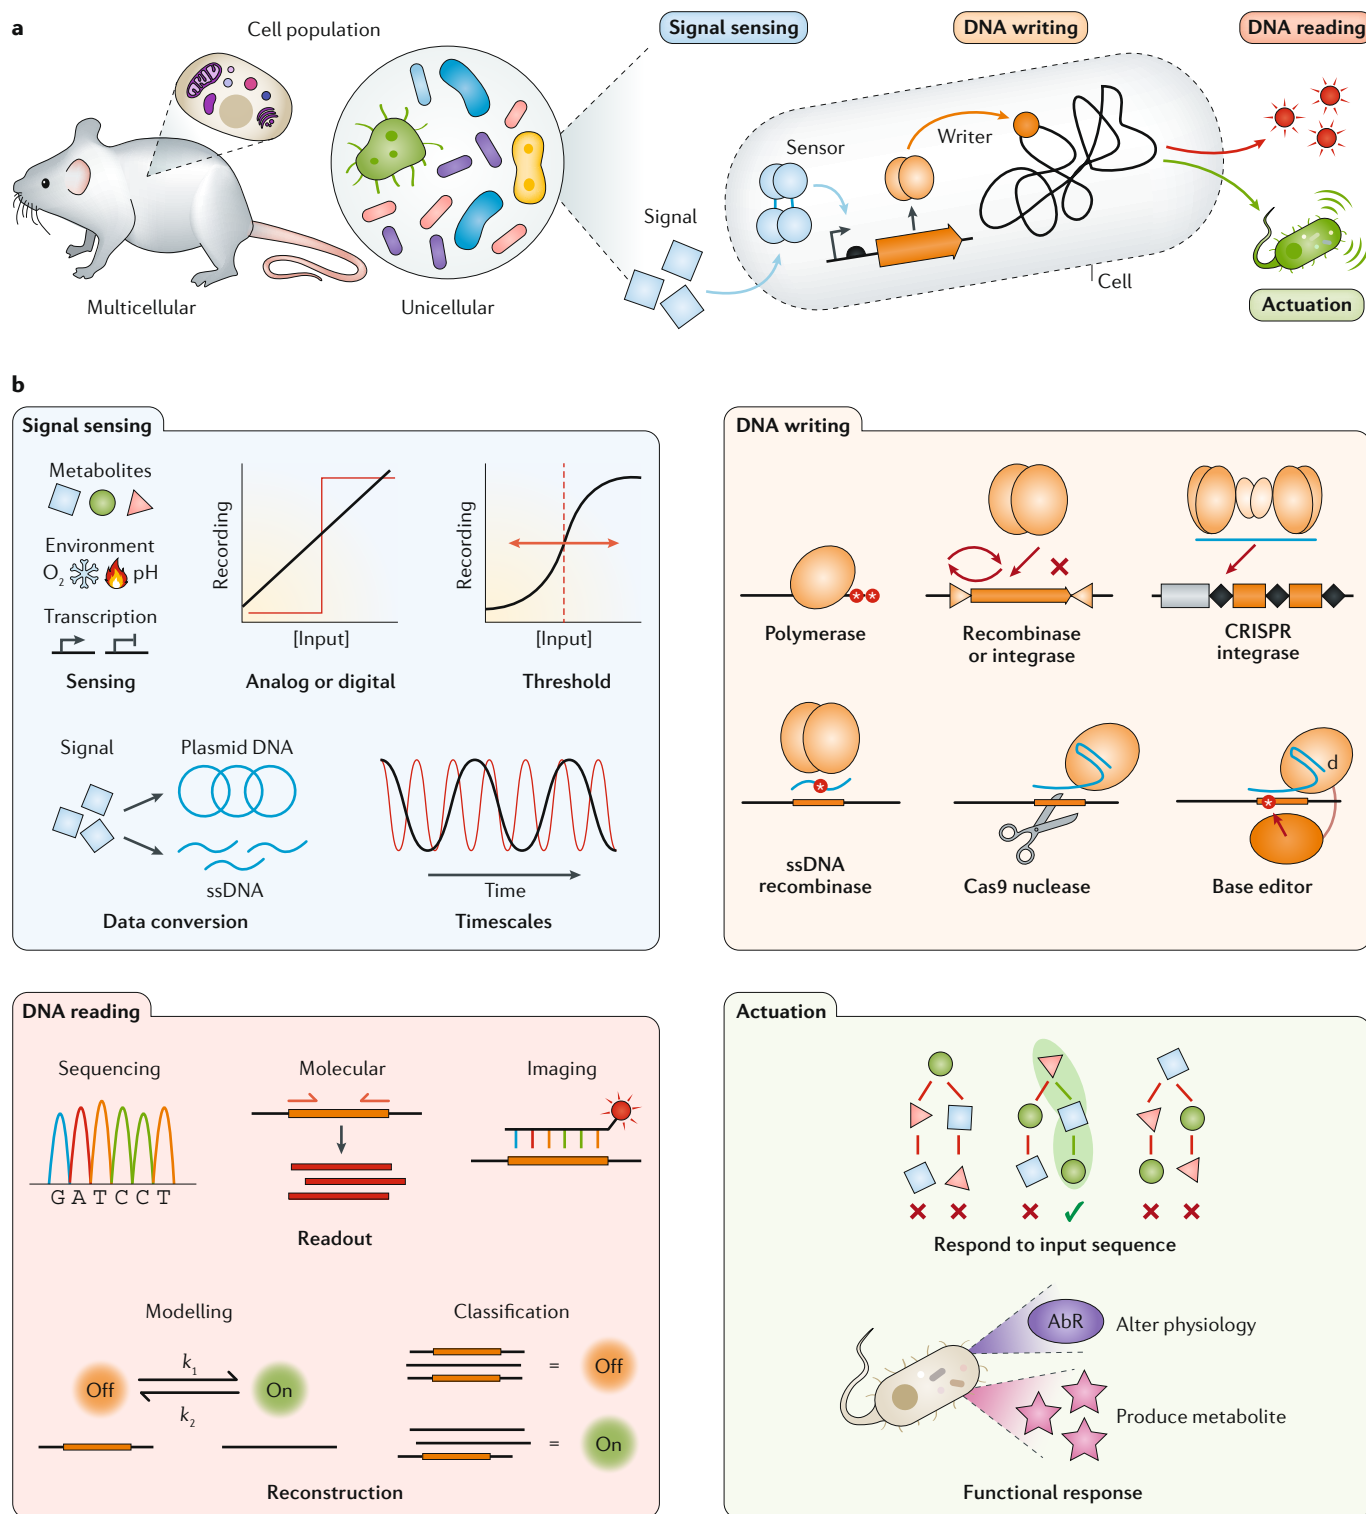 a
Cell population
Signal sensing
DNA writing
DNA reading
Sensor
Writer
Signal
Cell
Multicellular
Unicellular
Actuation
b
Signal sensing
Metabolites
Environment
O2 pH
Transcription
Sensing
Recording
[Input]
Analog or digital
Recording
[Input]
Threshold
Signal
Plasmid DNA
ssDNA
Data conversion
Time
Timescales
DNA writing
Polymerase
Recombinase
or integrase
CRISPR
integrase
ssDNA
recombinase
Cas9 nuclease
d
Base editor
DNA reading
Sequencing
GATCCT
Molecular
Imaging
Readout
Modelling
Off
k1
k2
On
Classification
= Off
= On
Reconstruction
Actuation
Respond to input sequence
AbR
Alter physiology
Produce metabolite
Functional response